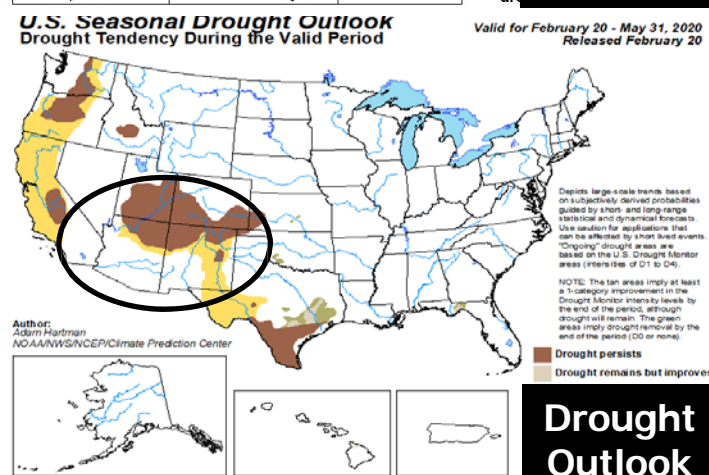 U.S. Seasonal Drought Outlook
Drought Tendency During the Valid Period
Valid for February 20 - May 31, 2020
Released February 20
Depicts large-scale trends based
on subjectively derived probabilities
guided by short- and long-range
statistical and dynamical forecasts.
Use caution for applications that
can be affected by short lived events.
"Ongoing" drought areas are
based on the U.S. Drought Monitor
areas (intensities of D1 to D4).
NOTE: The tan areas imply at least
a 1-category improvement in the
Drought Monitor intensity levels by
the end of the period, although
drought will remain. The green
areas imply drought removal by the
end of the period (D0 or none).
Author:
Adam Hartman
NOAA/NWS/NCEP/Climate Prediction Center
Drought persists
Drought remains but improves
Drought
Outlook